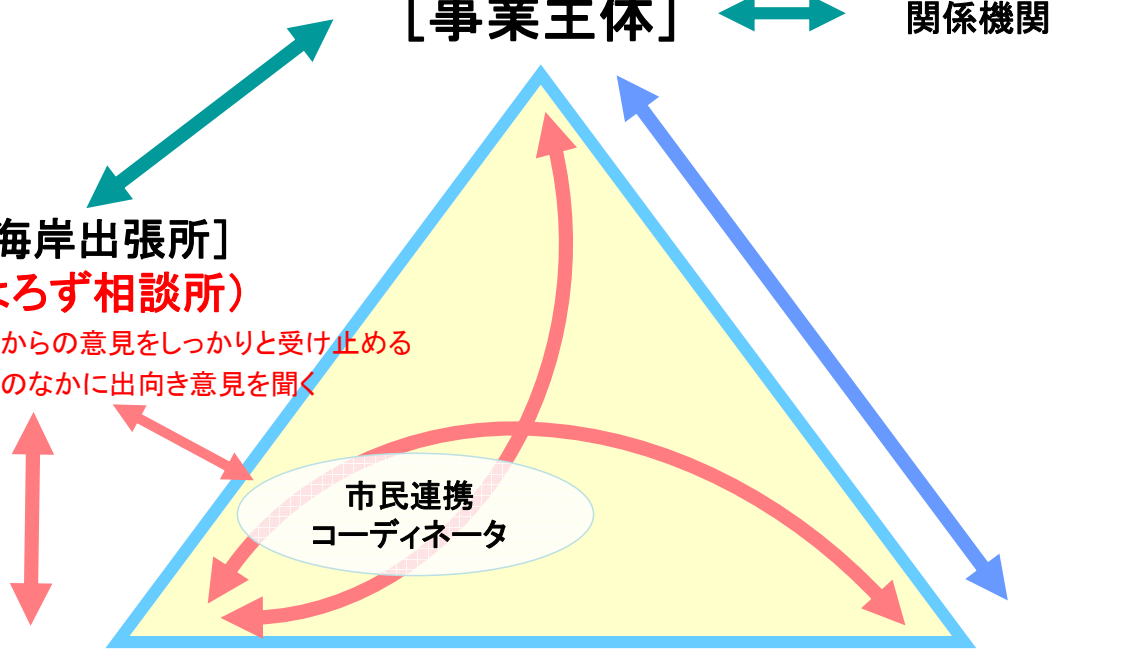 [事業主体]
関係機関
海岸出張所]
ろず相談所）
からの意見をしっかりと受け止める
のなかに出向き意見を聞く
市民連携
コーディネータ